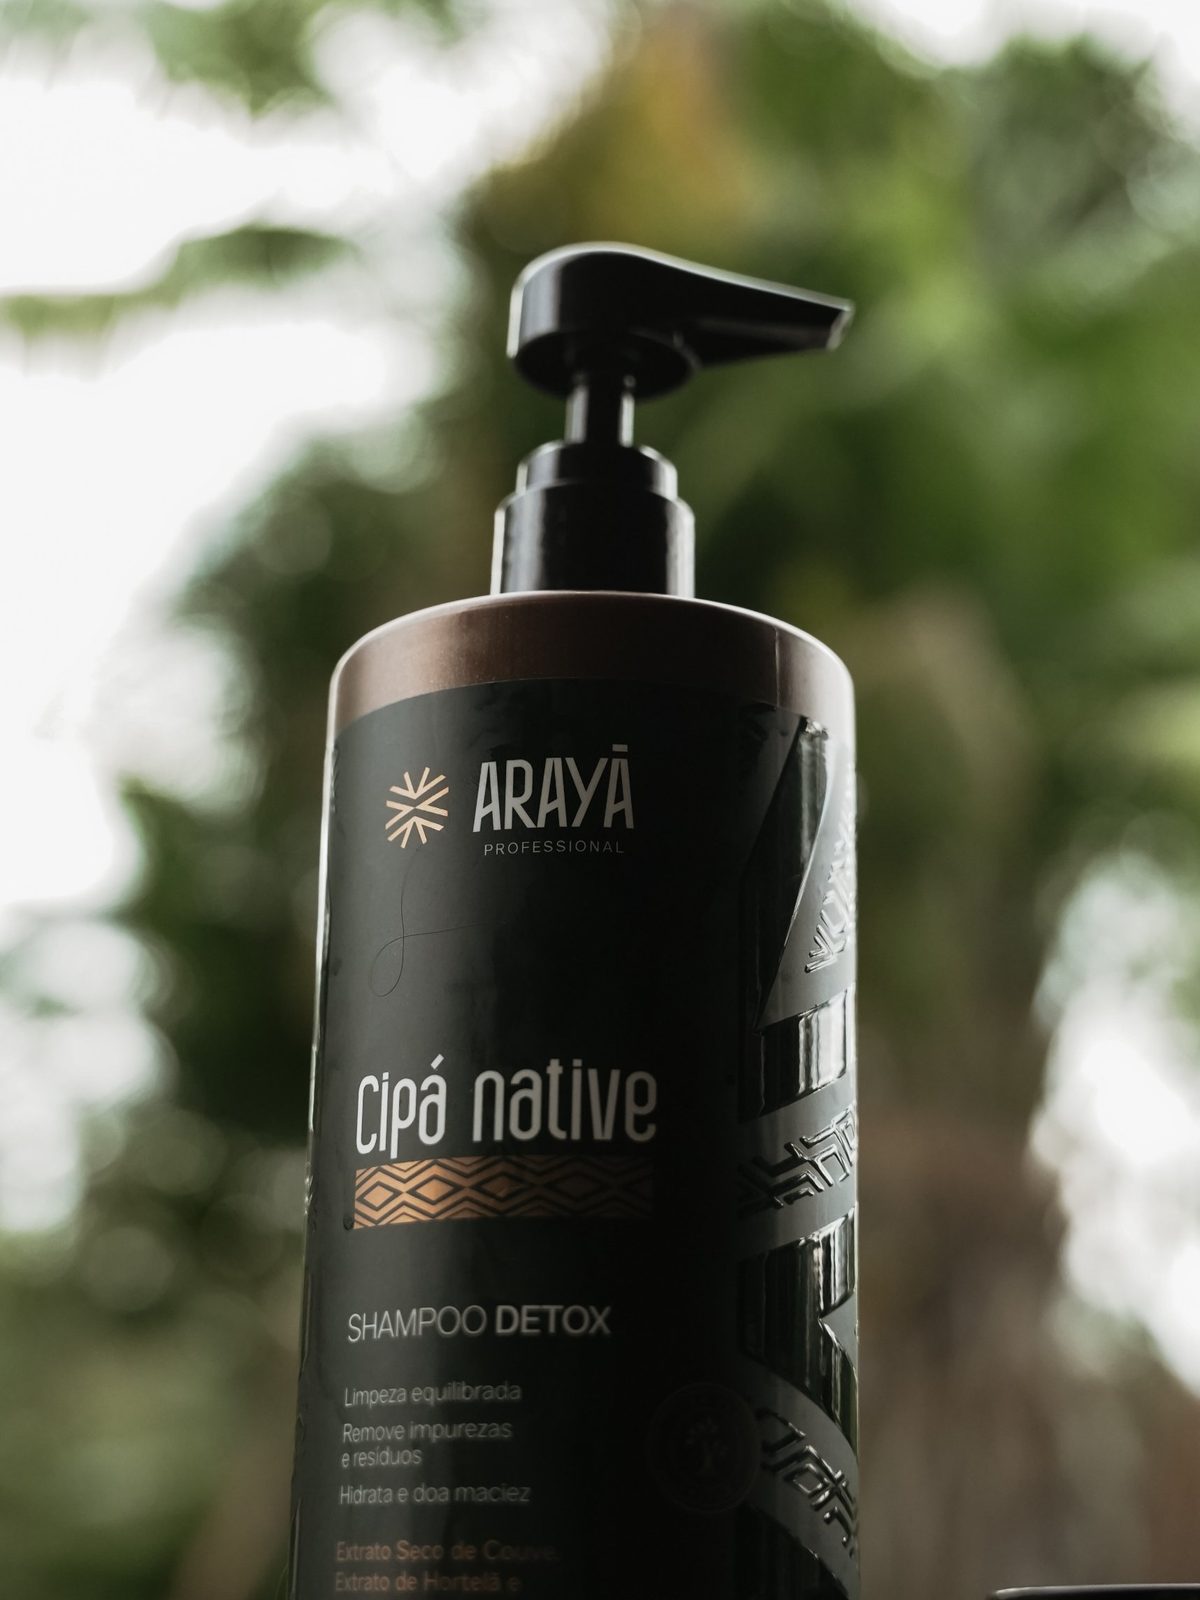 ARAYÁ
PROFESSIONAL
Cipá native
SHAMPOO DETOX
Limpeza equilibrada
Remove impurezas
e resíduos
Hidrata e doa maciez
Extrato Seco de Couve,
Extrato de Hortelã e